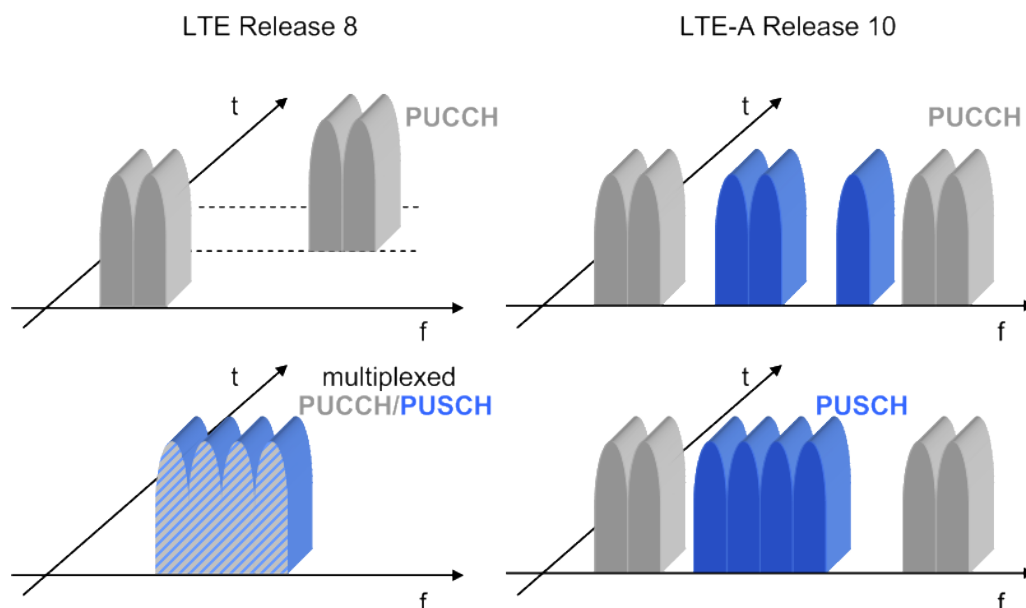 LTE Release 8
LTE-A Release 10
t
PUCCH
f
t
PUCCH
f
t
multiplexed
PUCCH/PUSCH
f
t
PUSCH
f